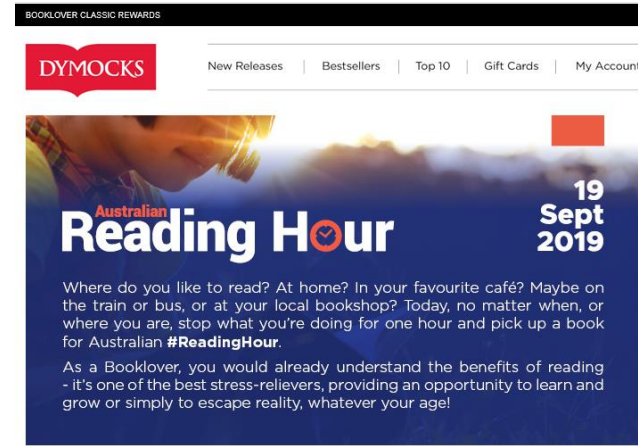 BOOKLOVER CLASSIC REWARDS
DYMOCKS
New Releases | Bestsellers | Top 10 | Gift Cards | My Account
19
Sept
2019
Australian
Reading Hour
Where do you like to read? At home? In your favourite café? Maybe on
the train or bus, or at your local bookshop? Today, no matter when, or
where you are, stop what you're doing for one hour and pick up a book
for Australian #ReadingHour.
As a Booklover, you would already understand the benefits of reading
- it's one of the best stress-relievers, providing an opportunity to learn and
grow or simply to escape reality, whatever your age!